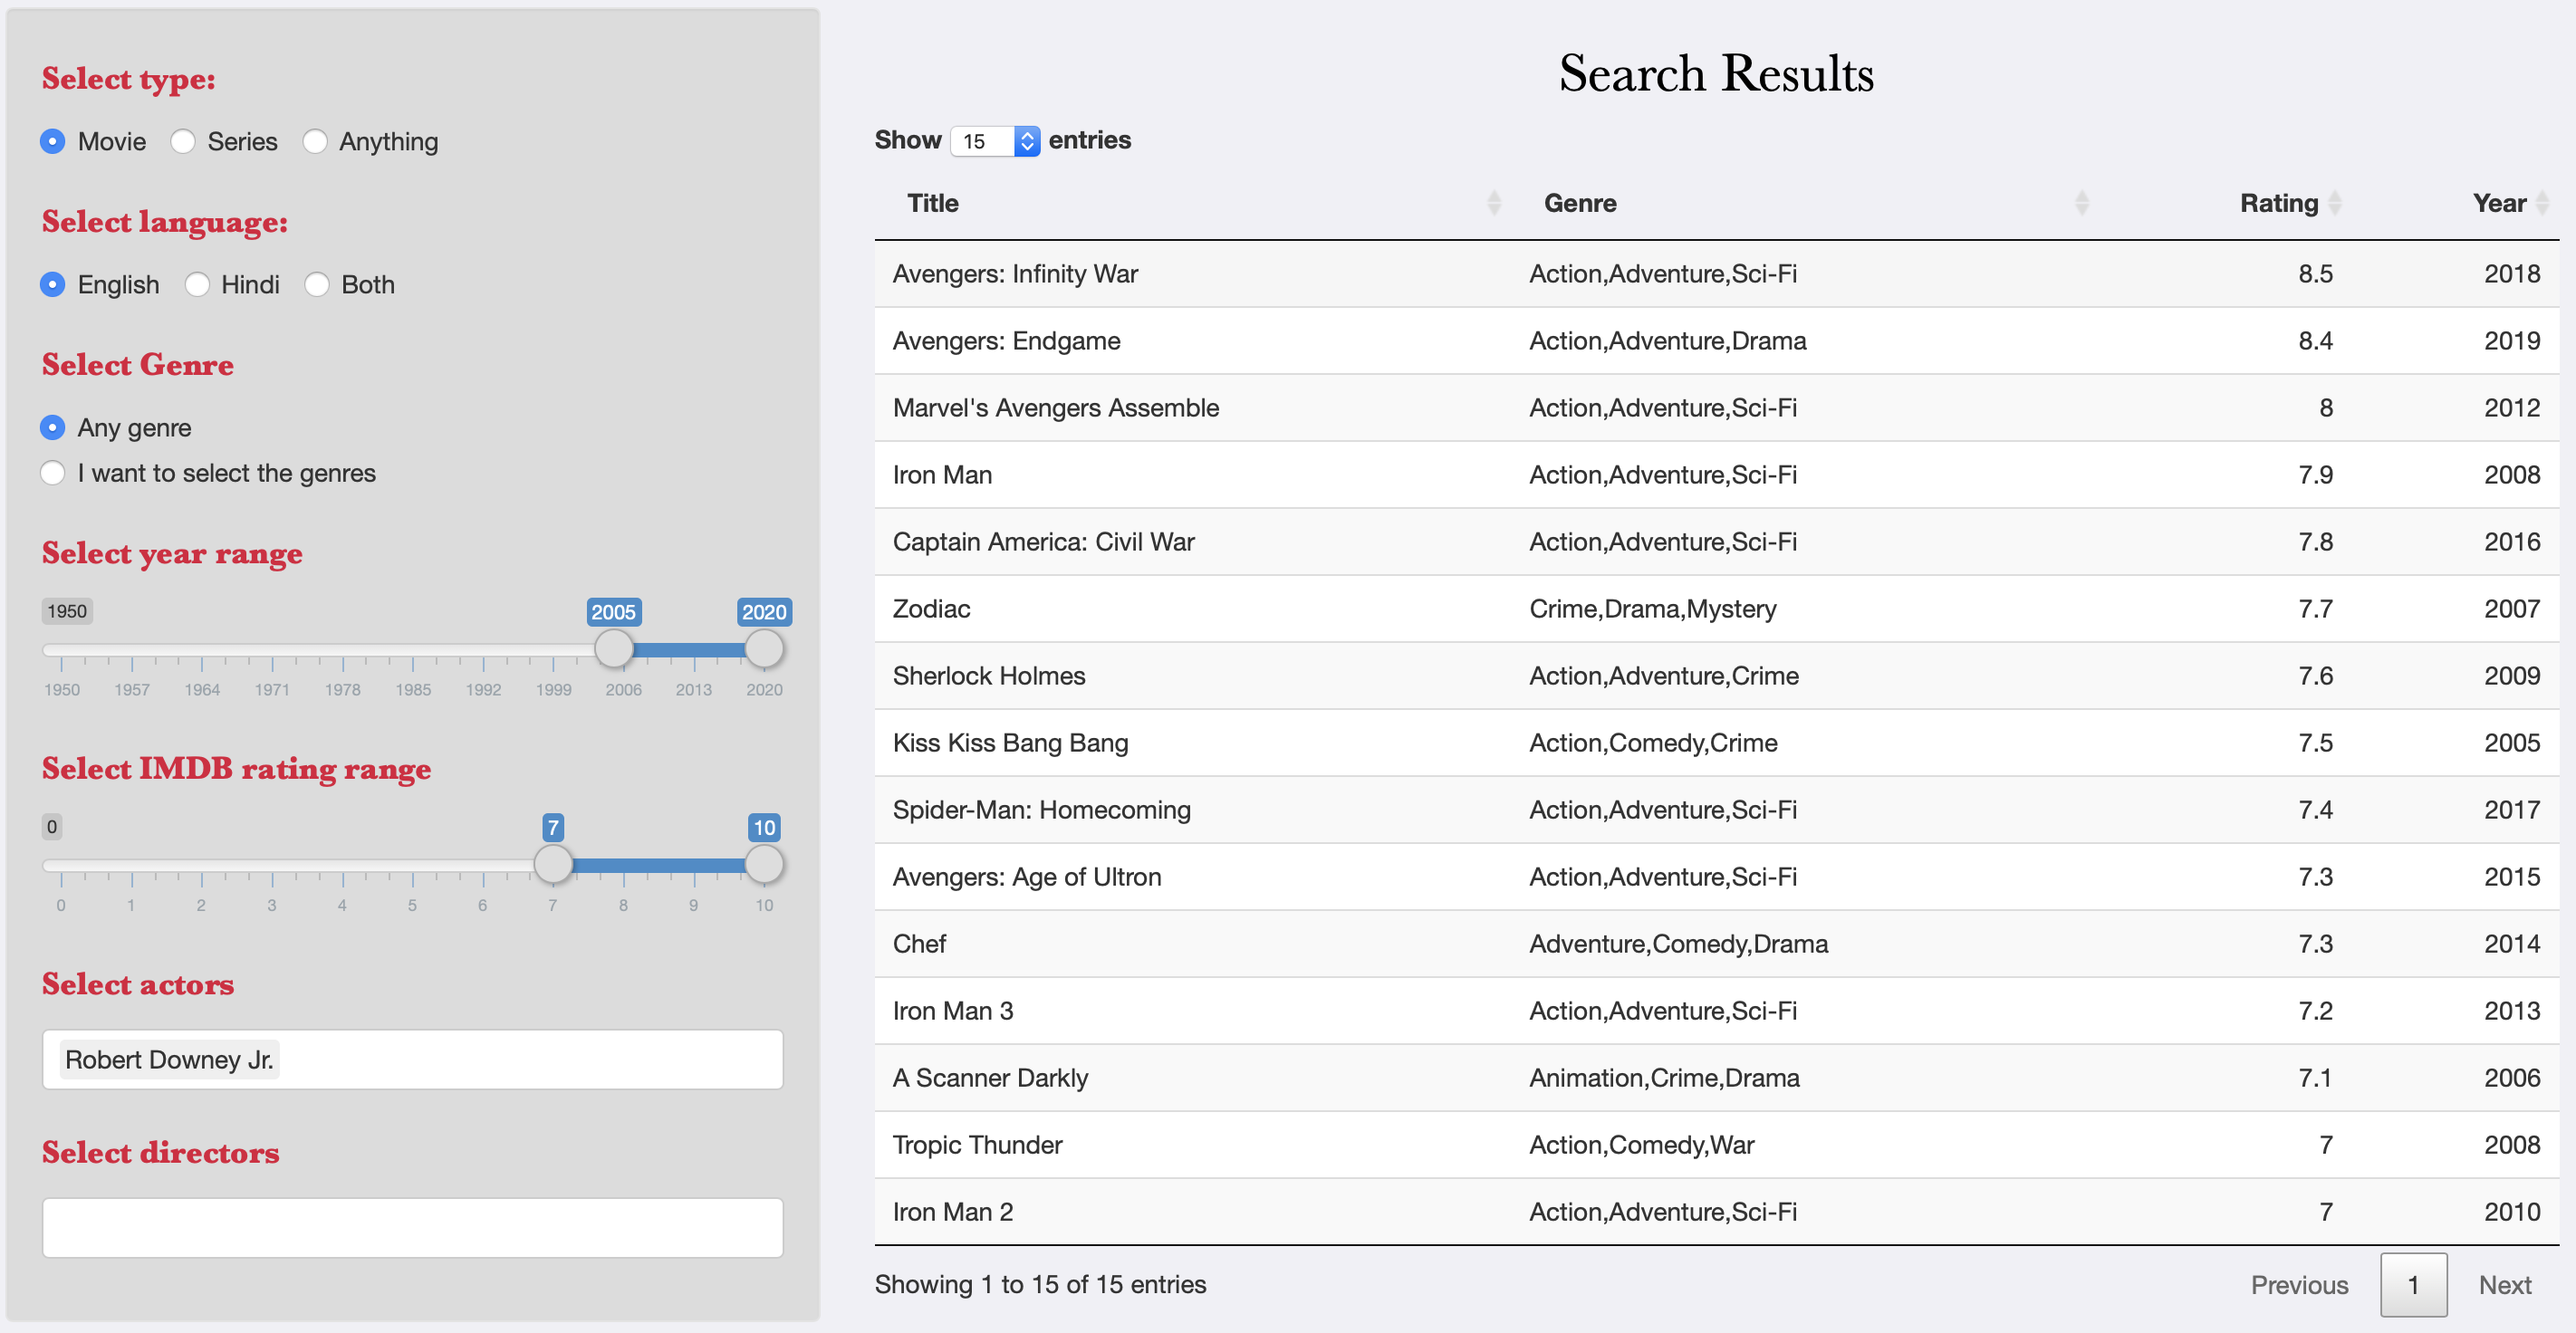 Select type:
Movie Series Anything
Select language:
English Hindi Both
Select Genre
Any genre
I want to select the genres
Select year range
1950 2005 2020
1950 1957 1964 1971 1978 1985 1992 1999 2006 2013 2020
Select IMDB rating range
0 7 10
0 1 2 3 4 5 6 7 8 9 10
Select actors
Robert Downey Jr.
Select directors
Search Results
Show 15 entries
Title Genre Rating Year
Avengers: Infinity War Action,Adventure,Sci-Fi 8.5 2018
Avengers: Endgame Action,Adventure,Drama 8.4 2019
Marvel's Avengers Assemble Action,Adventure,Sci-Fi 8 2012
Iron Man Action,Adventure,Sci-Fi 7.9 2008
Captain America: Civil War Action,Adventure,Sci-Fi 7.8 2016
Zodiac Crime,Drama,Mystery 7.7 2007
Sherlock Holmes Action,Adventure,Crime 7.6 2009
Kiss Kiss Bang Bang Action,Comedy,Crime 7.5 2005
Spider-Man: Homecoming Action,Adventure,Sci-Fi 7.4 2017
Avengers: Age of Ultron Action,Adventure,Sci-Fi 7.3 2015
Chef Adventure,Comedy,Drama 7.3 2014
Iron Man 3 Action,Adventure,Sci-Fi 7.2 2013
A Scanner Darkly Animation,Crime,Drama 7.1 2006
Tropic Thunder Action,Comedy,War 7 2008
Iron Man 2 Action,Adventure,Sci-Fi 7 2010
Showing 1 to 15 of 15 entries
Previous 1 Next